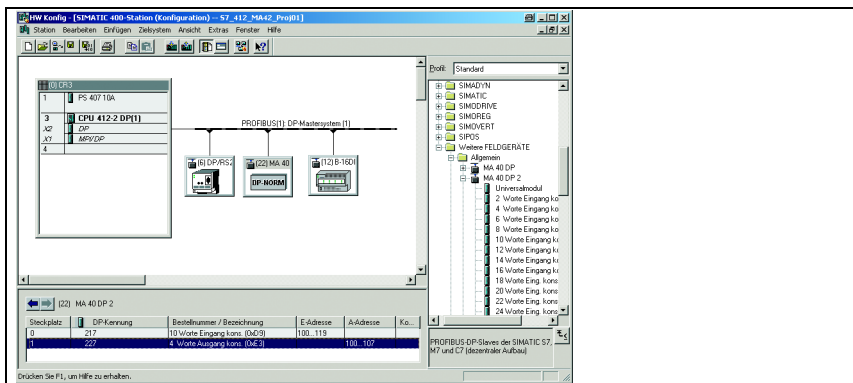 HW Konfig - [SIMATIC 400-Station (Konfiguration) -- S7_412_MA42_Proj01]
Station Bearbeiten Einfügen Zielsystem Ansicht Extras Fenster Hilfe
(0) CR3
1 PS 407 10A
3 CPU 412-2 DP(1)
X2 DP
X1 MPI/DP
4
PROFIBUS(1): DP-Mastersystem (1)
(6) DP/RS2
(22) MA 40
DP-NORM
(12) B-16DI
Profil: Standard
SIMADYN
SIMATIC
SIMODRIVE
SIMOREG
SIMOVERT
SIPOS
Weitere FELDGERÄTE
Allgemein
MA 40 DP
MA 40 DP 2
Universalmodul
2 Worte Eingang ko
4 Worte Eingang ko
6 Worte Eingang ko
8 Worte Eingang ko
10 Worte Eingang ko
12 Worte Eingang ko
14 Worte Eingang ko
16 Worte Eingang ko
18 Worte Eing. kons
20 Worte Eing. kons
22 Worte Eing. kons
24 Worte Eing. kons
PROFIBUS-DP-Slaves der SIMATIC S7,
M7 und C7 (dezentraler Aufbau)
(22) MA 40 DP 2
Steckplatz DP-Kennung Bestellnummer / Bezeichnung E-Adresse A-Adresse Ko...
0 217 10 Worte Eingang kons. (0xD9) 100...119
1 227 4 Worte Ausgang kons. (0xE3) 100...107
Drücken Sie F1, um Hilfe zu erhalten.